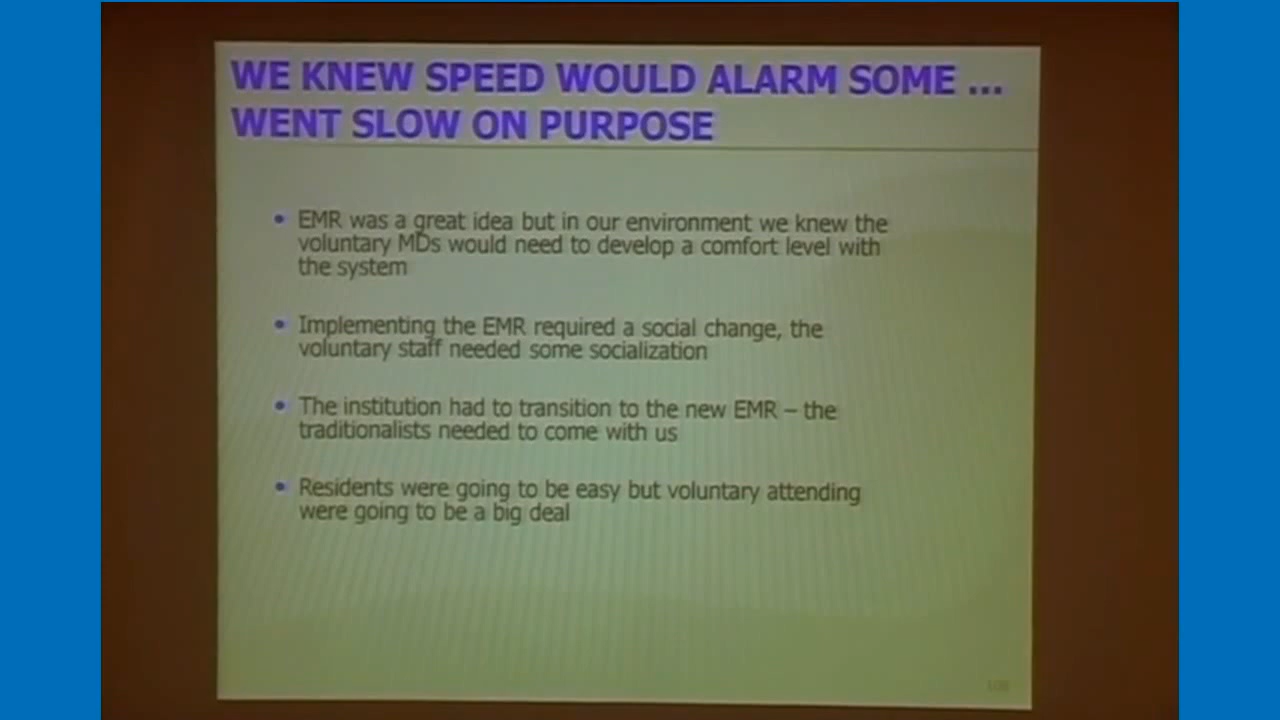 WE KNEW SPEED WOULD ALARM SOME ...
WENT SLOW ON PURPOSE
• EMR was a great idea but in our environment we knew the
voluntary MDs would need to develop a comfort level with
the system
• Implementing the EMR required a social change, the
voluntary staff needed some socialization
• The institution had to transition to the new EMR – the
traditionalists needed to come with us
• Residents were going to be easy but voluntary attending
were going to be a big deal